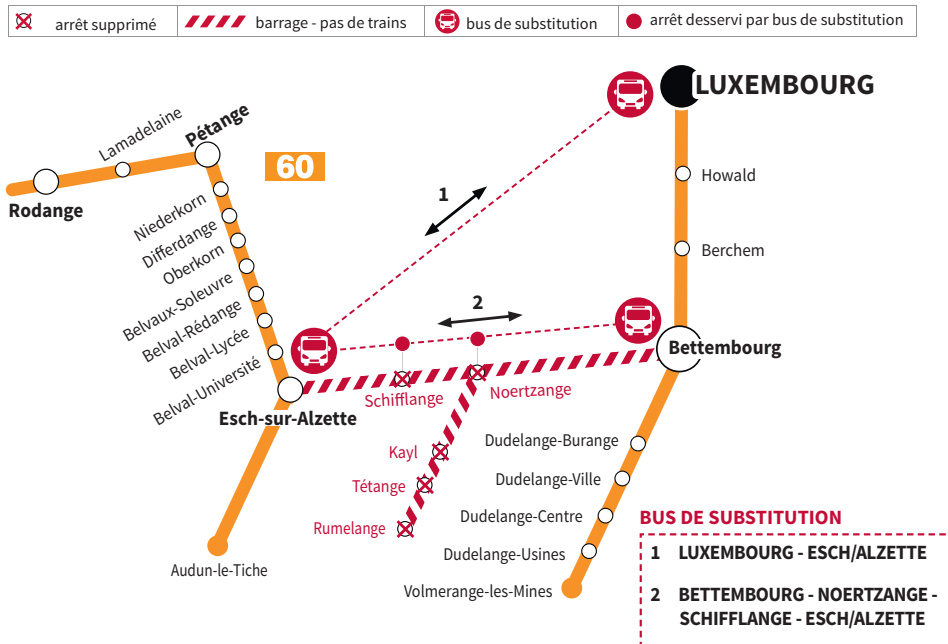 arrêt supprimé
barrage - pas de trains
bus de substitution
arrêt desservi par bus de substitution
LUXEMBOURG
Lamadelaine
Pétange
60
Rodange
Howald
Niederkorn
1
Differdange
Oberkorn
Berchem
Belvaux-Soleuvre
Belval-Rédange
2
Belval-Lycée
Belval-Université
Bettembourg
Schifflange
Noertzange
Esch-sur-Alzette
Kayl
Dudelange-Burange
Tétange
Dudelange-Ville
Rumelange
Dudelange-Centre
BUS DE SUBSTITUTION
Dudelange-Usines
1 LUXEMBOURG - ESCH/ALZETTE
Audun-le-Tiche
Volmerange-les-Mines
2 BETTEMBOURG - NOERTZANGE -
SCHIFFLANGE - ESCH/ALZETTE